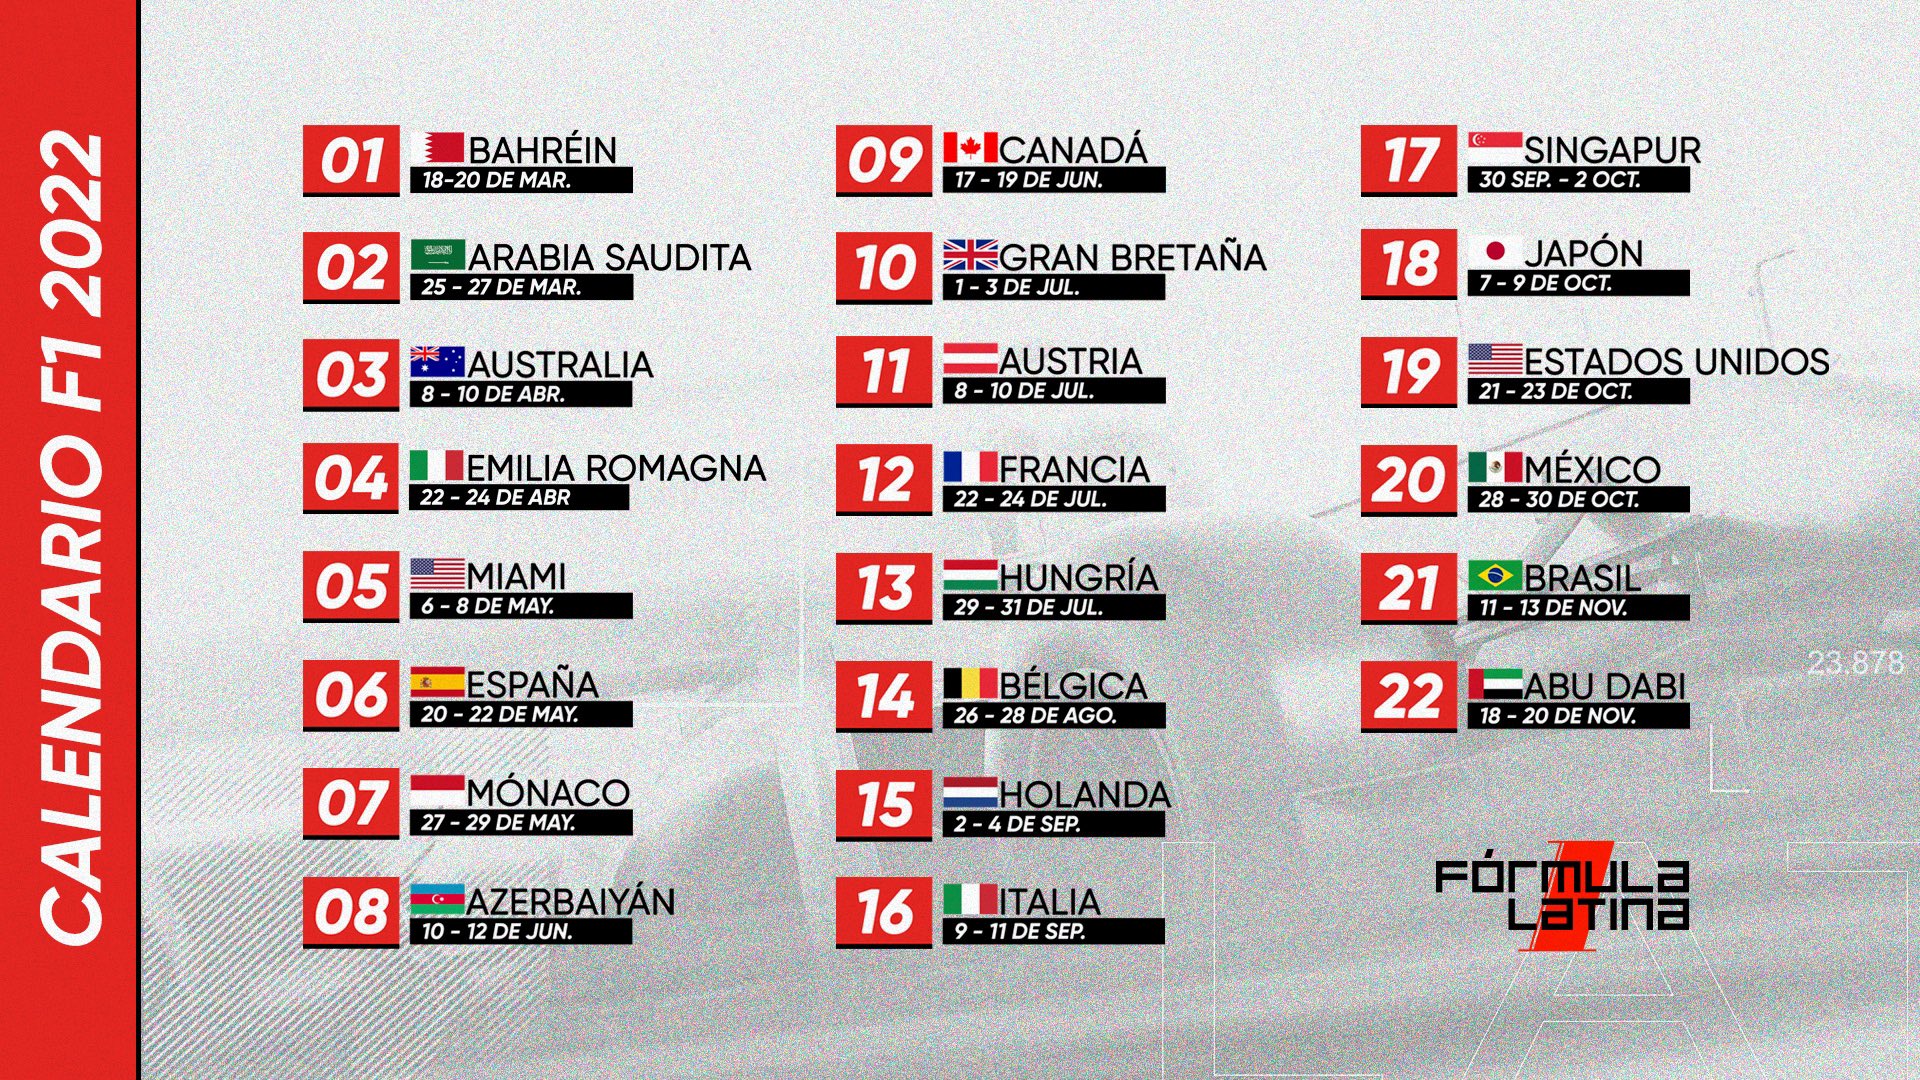 CALENDARIO F1 2022
01
BAHRÉIN
18-20 DE MAR.
02
ARABIA SAUDITA
25 - 27 DE MAR.
03
AUSTRALIA
8 - 10 DE ABR.
04
EMILIA ROMAGNA
22 - 24 DE ABR
05
MIAMI
6 - 8 DE MAY.
06
ESPAÑA
20 - 22 DE MAY.
07
MÓNACO
27 - 29 DE MAY.
08
AZERBAIYÁN
10 - 12 DE JUN.
09
CANADÁ
17 - 19 DE JUN.
10
GRAN BRETAÑA
1 - 3 DE JUL.
11
AUSTRIA
8 - 10 DE JUL.
12
FRANCIA
22 - 24 DE JUL.
13
HUNGRÍA
29 - 31 DE JUL.
14
BÉLGICA
26 - 28 DE AGO.
15
HOLANDA
2 - 4 DE SEP.
16
ITALIA
9 - 11 DE SEP.
17
SINGAPUR
30 SEP. - 2 OCT.
18
JAPÓN
7 - 9 DE OCT.
19
ESTADOS UNIDOS
21 - 23 DE OCT.
20
MÉXICO
28 - 30 DE OCT.
21
BRASIL
11 - 13 DE NOV.
22
ABU DABI
18 - 20 DE NOV.
23.878
FÓRMULA
LATINA